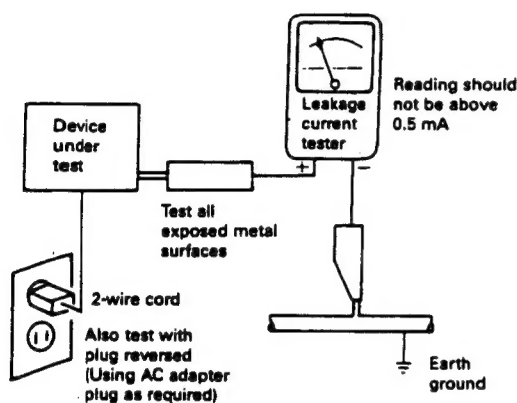 Device
under
test
Leakage
current
tester
+ −
Reading should
not be above
0.5 mA
Test all
exposed metal
surfaces
2-wire cord
Also test with
plug reversed
(Using AC adapter
plug as required)
Earth
ground